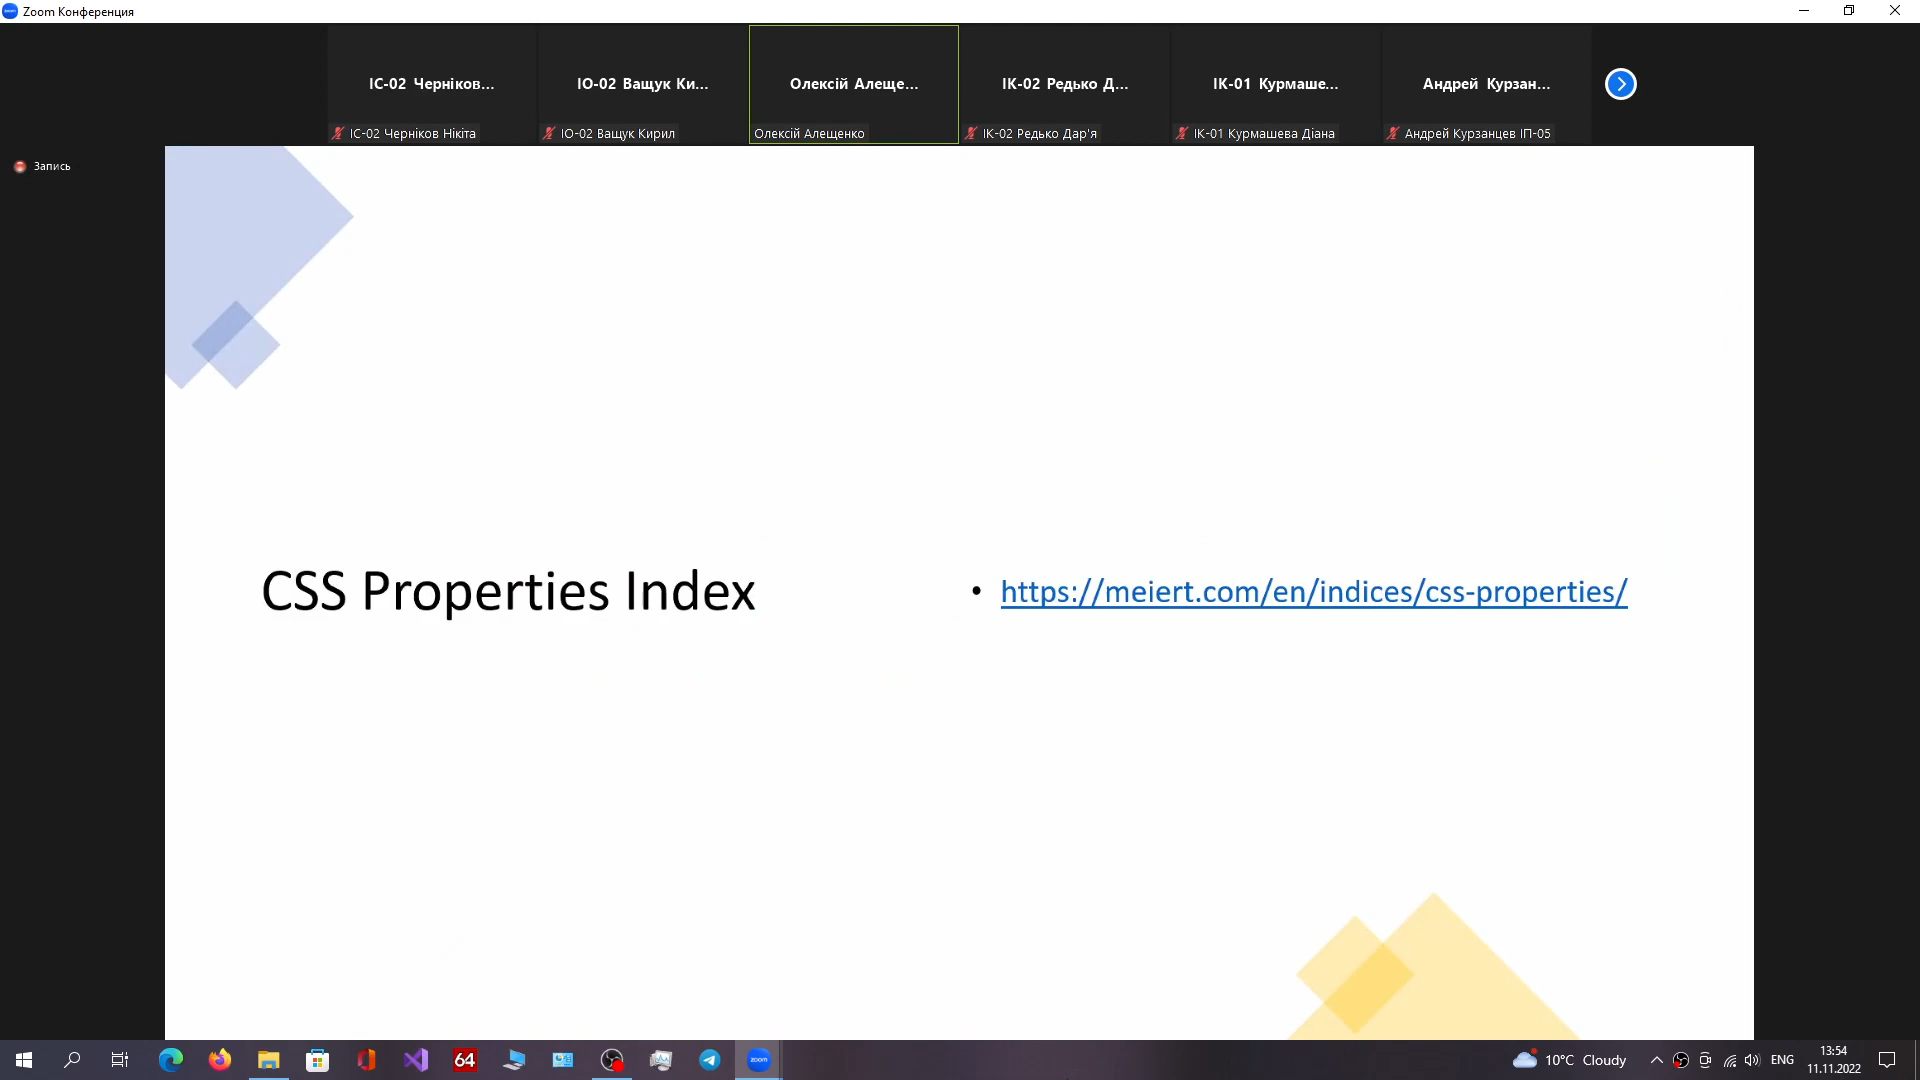 Zoom Конференция
ІС-02 Черніков...
ІО-02 Ващук Ки...
Олексій Алеще...
ІК-02 Редько Д...
ІК-01 Курмаше...
Андрей Курзан...
ІС-02 Черніков Нікіта
ІО-02 Ващук Кирил
Олексій Алещенко
ІК-02 Редько Дар'я
ІК-01 Курмашева Діана
Андрей Курзанцев ІП-05
Запись
CSS Properties Index
• https://meiert.com/en/indices/css-properties/
64
zoom
10°C Cloudy
ENG
13:54
11.11.2022